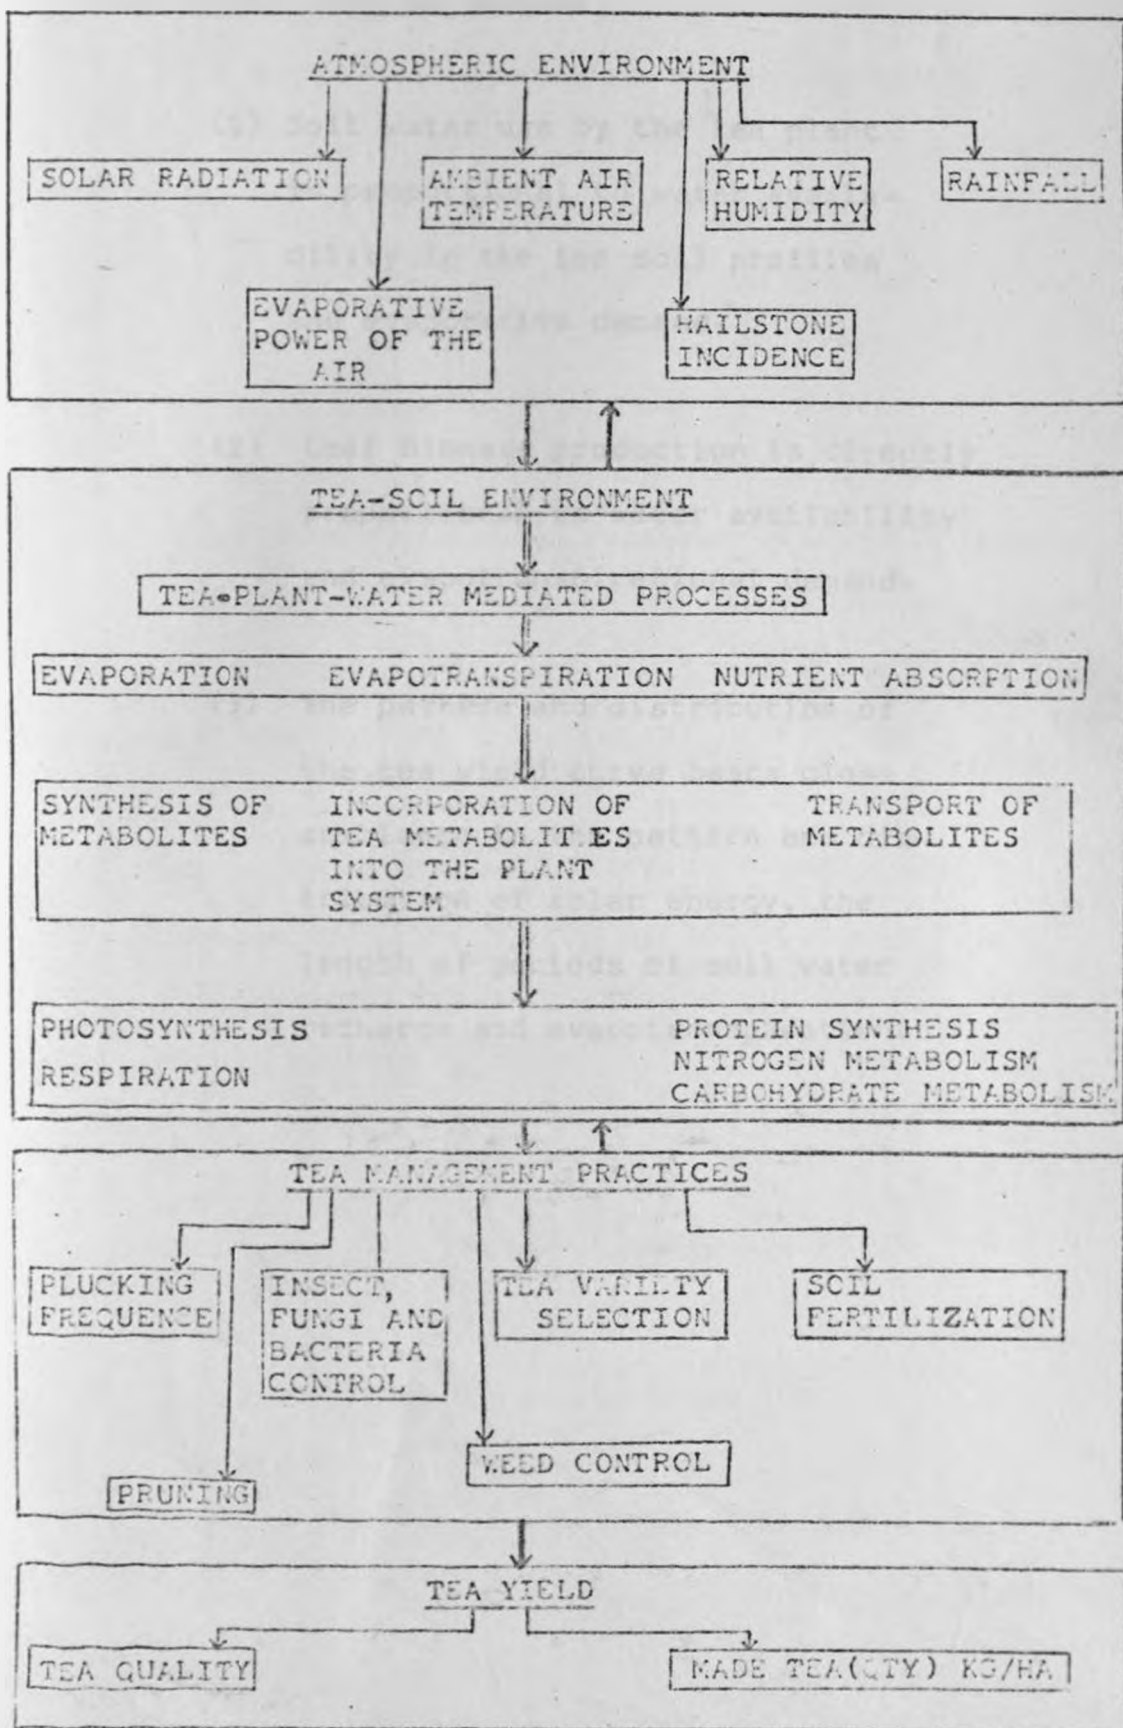 ATMOSPHERIC ENVIRONMENT
SOLAR RADIATION
AMBIENT AIR
TEMPERATURE
RELATIVE
HUMIDITY
RAINFALL
EVAPORATIVE
POWER OF THE
AIR
HAILSTONE
INCIDENCE
TEA-SOIL ENVIRONMENT
TEA-PLANT-WATER MEDIATED PROCESSES
EVAPORATION EVAPOTRANSPIRATION NUTRIENT ABSORPTION
SYNTHESIS OF
METABOLITES
INCORPORATION OF
TEA METABOLITIES
INTO THE PLANT
SYSTEM
TRANSPORT OF
METABOLITES
PHOTOSYNTHESIS
RESPIRATION
PROTEIN SYNTHESIS
NITROGEN METABOLISM
CARBOHYDRATE METABOLISM
TEA MANAGEMENT PRACTICES
PLUCKING
FREQUENCE
INSECT,
FUNGI AND
BACTERIA
CONTROL
TEA VARIETY
SELECTION
SOIL
FERTILIZATION
WEED CONTROL
PRUNING
TEA YIELD
TEA QUALITY
MADE TEA(QTY) KG/HA